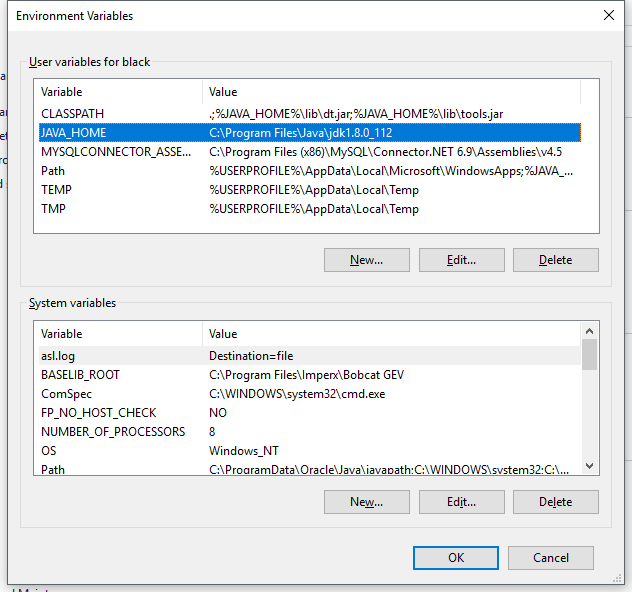 Environment Variables
User variables for black
Variable Value
CLASSPATH .;%JAVA_HOME%\lib\dt.jar;%JAVA_HOME%\lib\tools.jar
JAVA_HOME C:\Program Files\Java\jdk1.8.0_112
MYSQLCONNECTOR_ASSE... C:\Program Files (x86)\MySQL\Connector.NET 6.9\Assemblies\v4.5
Path %USERPROFILE%\AppData\Local\Microsoft\WindowsApps;%JAVA_...
TEMP %USERPROFILE%\AppData\Local\Temp
TMP %USERPROFILE%\AppData\Local\Temp
New... Edit... Delete
System variables
Variable Value
asl.log Destination=file
BASELIB_ROOT C:\Program Files\Imperx\Bobcat GEV
ComSpec C:\WINDOWS\system32\cmd.exe
FP_NO_HOST_CHECK NO
NUMBER_OF_PROCESSORS 8
OS Windows_NT
Path C:\ProgramData\Oracle\Java\javapath;C:\WINDOWS\system32;C:\...
New... Edit... Delete
OK Cancel